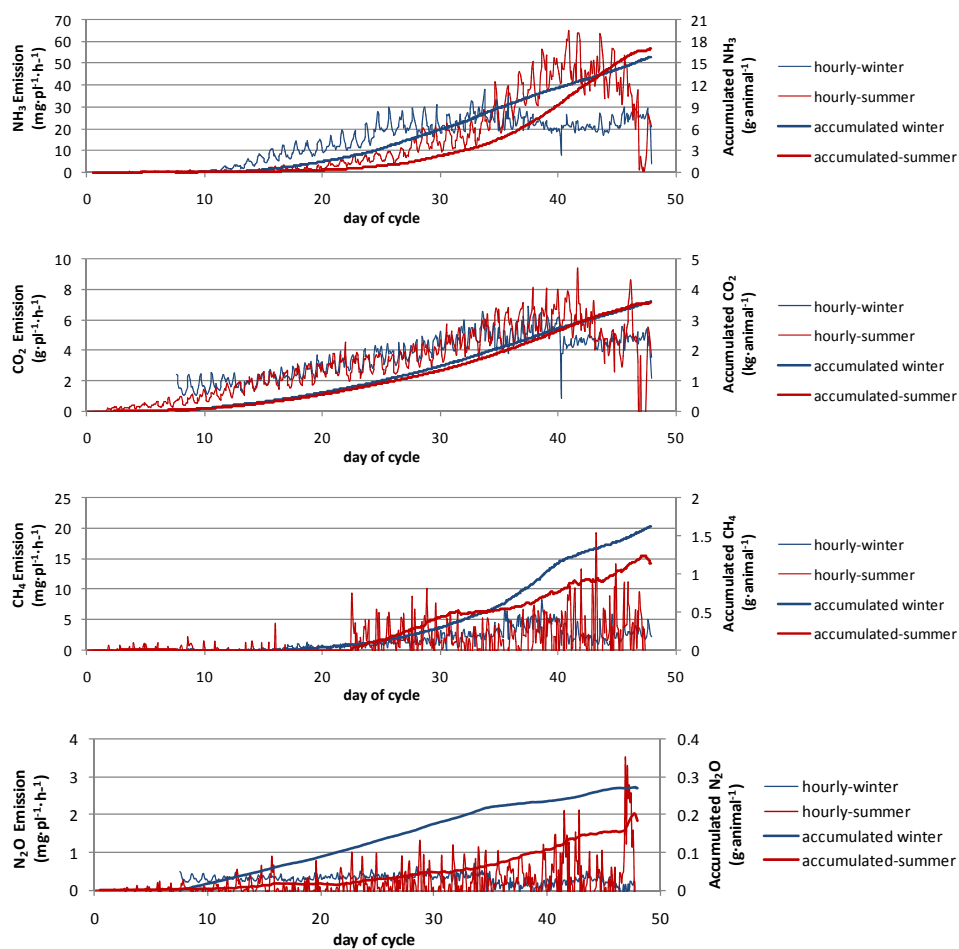 NH₃ Emission
(mg·pl⁻¹·h⁻¹)
70
60
50
40
30
20
10
0
21
18
15
12
9
6
3
0
Accumulated NH₃
(g·animal⁻¹)
0 10 20 30 40 50
day of cycle
hourly-winter
hourly-summer
accumulated winter
accumulated-summer
CO₂ Emission
(g·pl⁻¹·h⁻¹)
10
8
6
4
2
0
5
4
3
2
1
0
Accumulated CO₂
(kg·animal⁻¹)
0 10 20 30 40 50
day of cycle
hourly-winter
hourly-summer
accumulated winter
accumulated-summer
CH₄ Emission
(mg·pl⁻¹·h⁻¹)
25
20
15
10
5
0
2
1.5
1
0.5
0
Accumulated CH₄
(g·animal⁻¹)
0 10 20 30 40 50
day of cycle
hourly-winter
hourly-summer
accumulated winter
accumulated-summer
N₂O Emission
(mg·pl⁻¹·h⁻¹)
4
3
2
1
0
0.4
0.3
0.2
0.1
0
Accumulated N₂O
(g·animal⁻¹)
0 10 20 30 40 50
day of cycle
hourly-winter
hourly-summer
accumulated winter
accumulated-summer